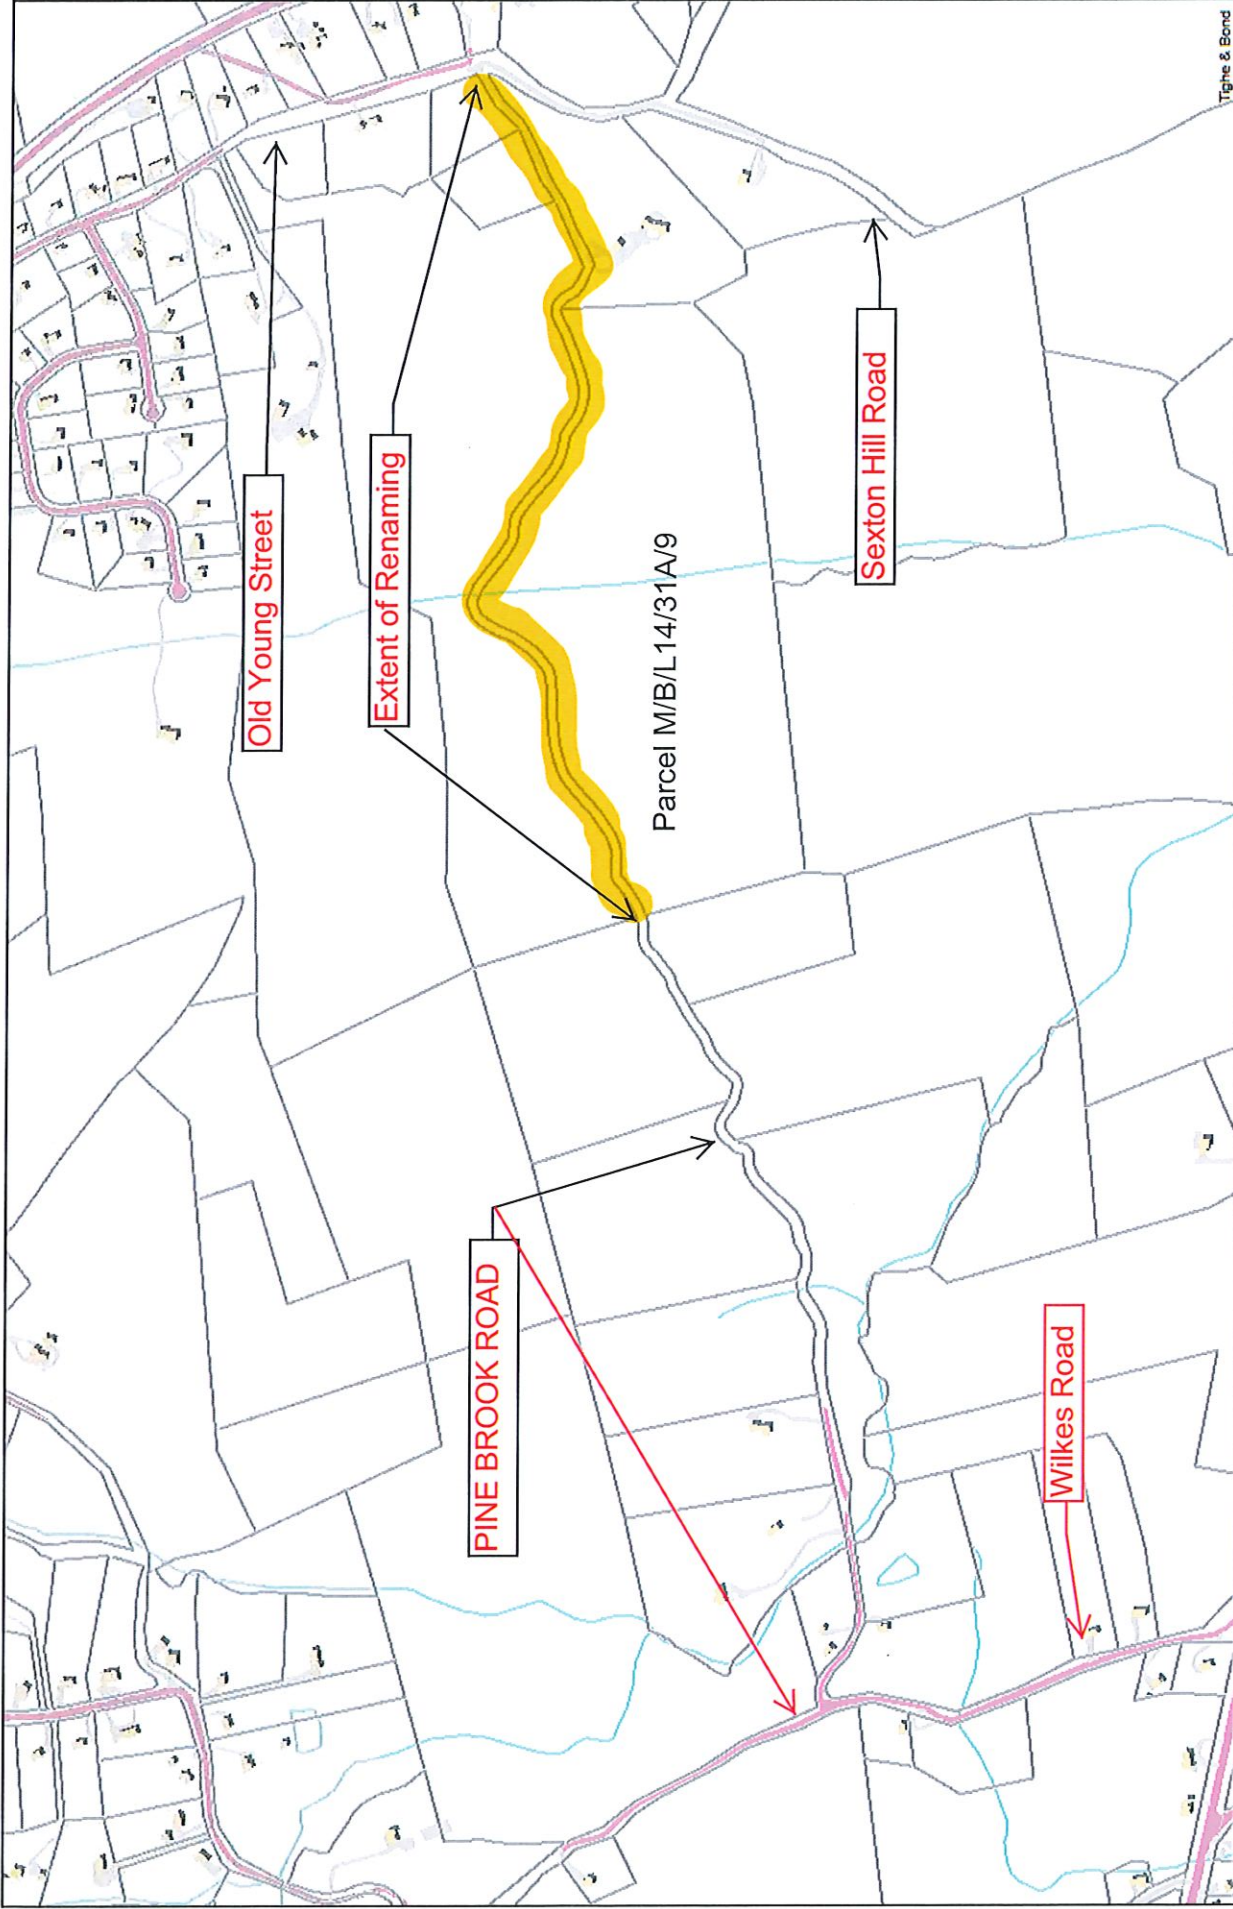 Old Young Street
Extent of Renaming
Sexton Hill Road
Parcel M/B/L14/31A/9
PINE BROOK ROAD
Wilkes Road
Tighe & Bond